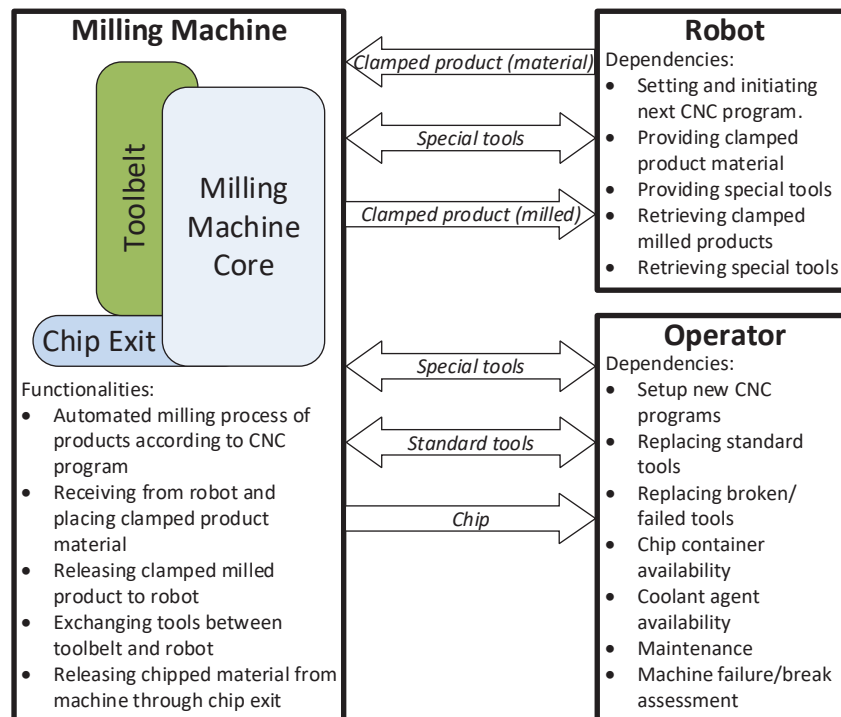 Milling Machine
Toolbelt
Milling
Machine
Core
Chip Exit
Functionalities:
• Automated milling process of
products according to CNC
program
• Receiving from robot and
placing clamped product
material
• Releasing clamped milled
product to robot
• Exchanging tools between
toolbelt and robot
• Releasing chipped material from
machine through chip exit
Clamped product (material)
Special tools
Clamped product (milled)
Special tools
Standard tools
Chip
Robot
Dependencies:
• Setting and initiating
next CNC program.
• Providing clamped
product material
• Providing special tools
• Retrieving clamped
milled products
• Retrieving special tools
Operator
Dependencies:
• Setup new CNC
programs
• Replacing standard
tools
• Replacing broken/
failed tools
• Chip container
availability
• Coolant agent
availability
• Maintenance
• Machine failure/break
assessment